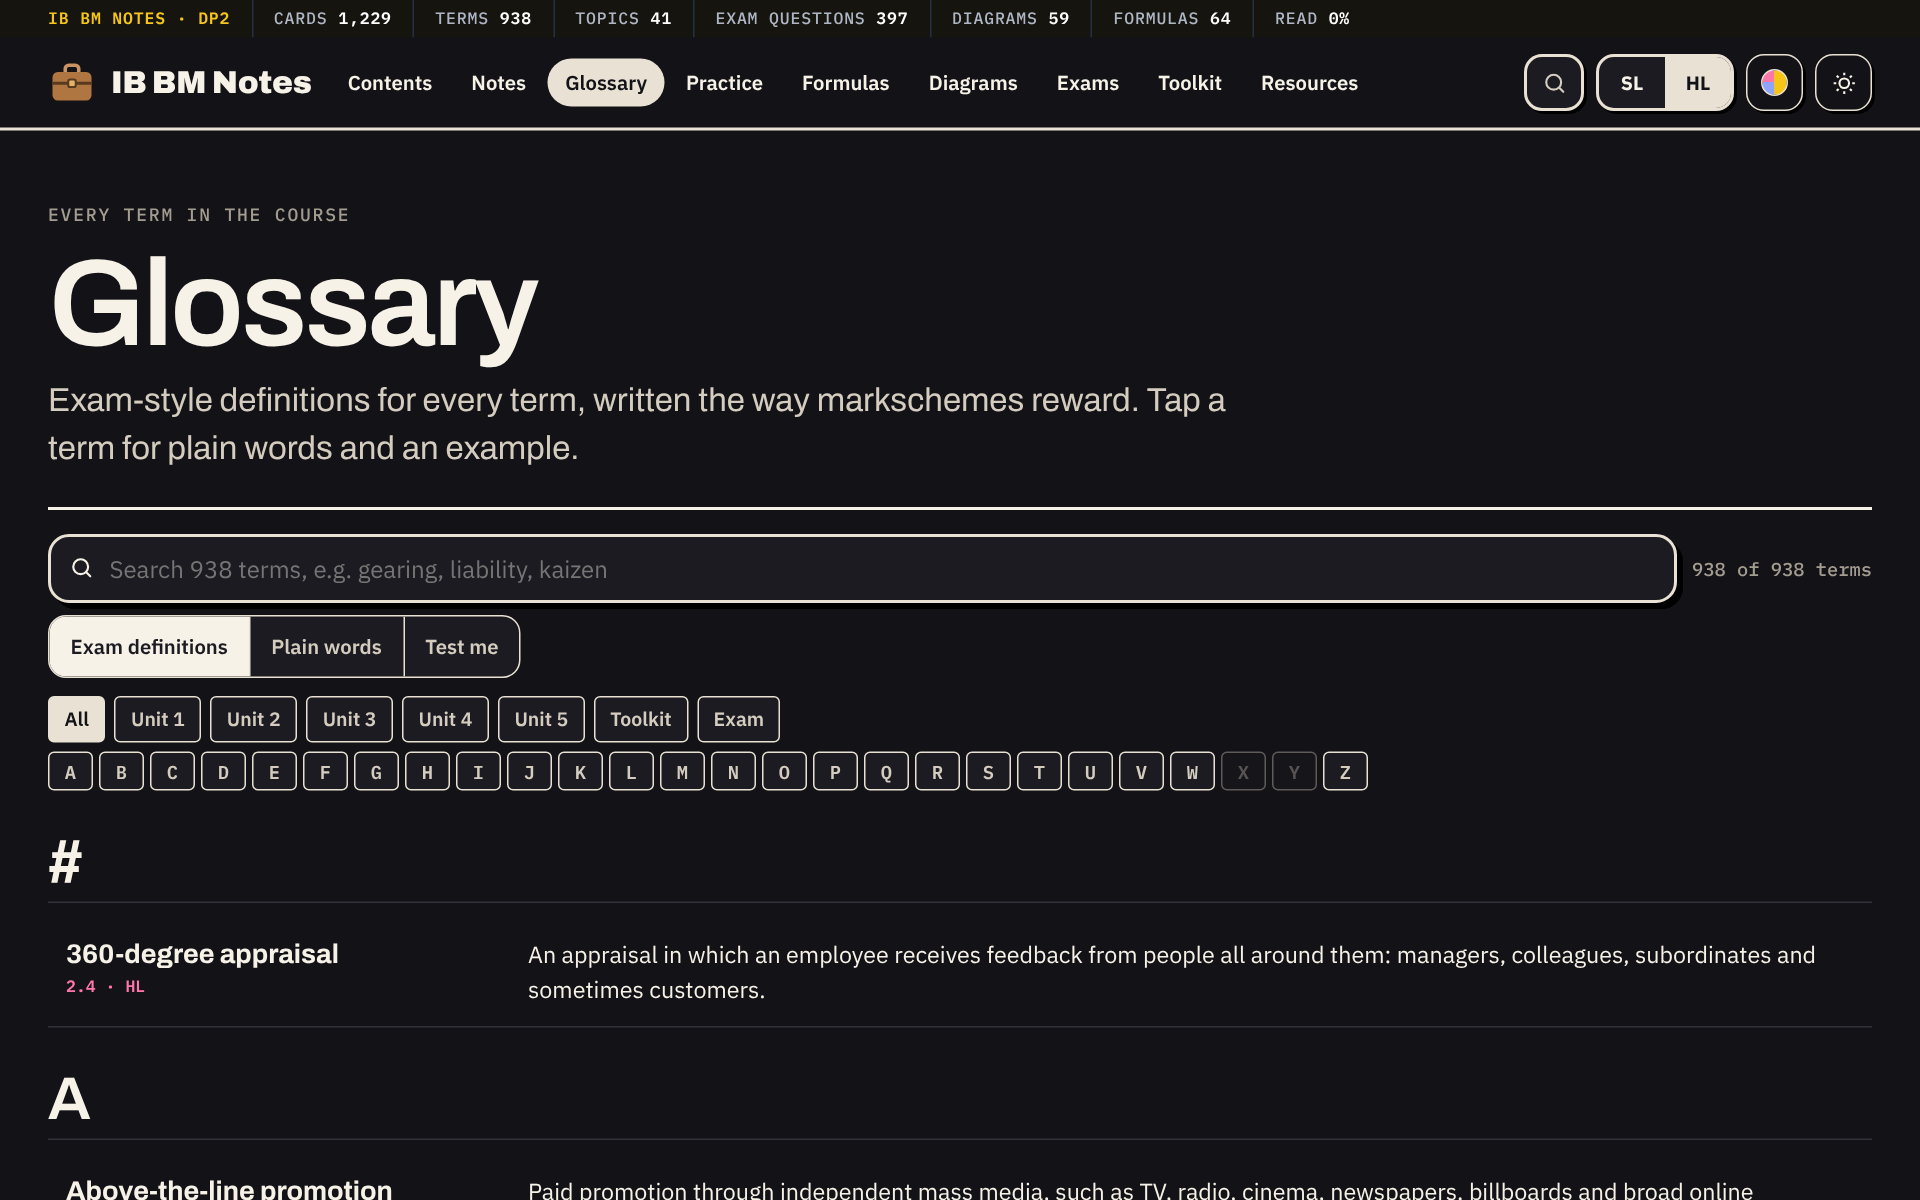 IB BM NOTES · DP2 CARDS 1,229 TERMS 938 TOPICS 41 EXAM QUESTIONS 397 DIAGRAMS 59 FORMULAS 64 READ 0%
IB BM Notes Contents Notes Glossary Practice Formulas Diagrams Exams Toolkit Resources SL HL
EVERY TERM IN THE COURSE
Glossary
Exam-style definitions for every term, written the way markschemes reward. Tap a
term for plain words and an example.
Search 938 terms, e.g. gearing, liability, kaizen 938 of 938 terms
Exam definitions Plain words Test me
All Unit 1 Unit 2 Unit 3 Unit 4 Unit 5 Toolkit Exam
A B C D E F G H I J K L M N O P Q R S T U V W X Y Z
#
360-degree appraisal An appraisal in which an employee receives feedback from people all around them: managers, colleagues, subordinates and
2.4 · HL sometimes customers.
A
Above-the-line promotion Paid promotion through independent mass media, such as TV, radio, cinema, newspapers, billboards and broad online